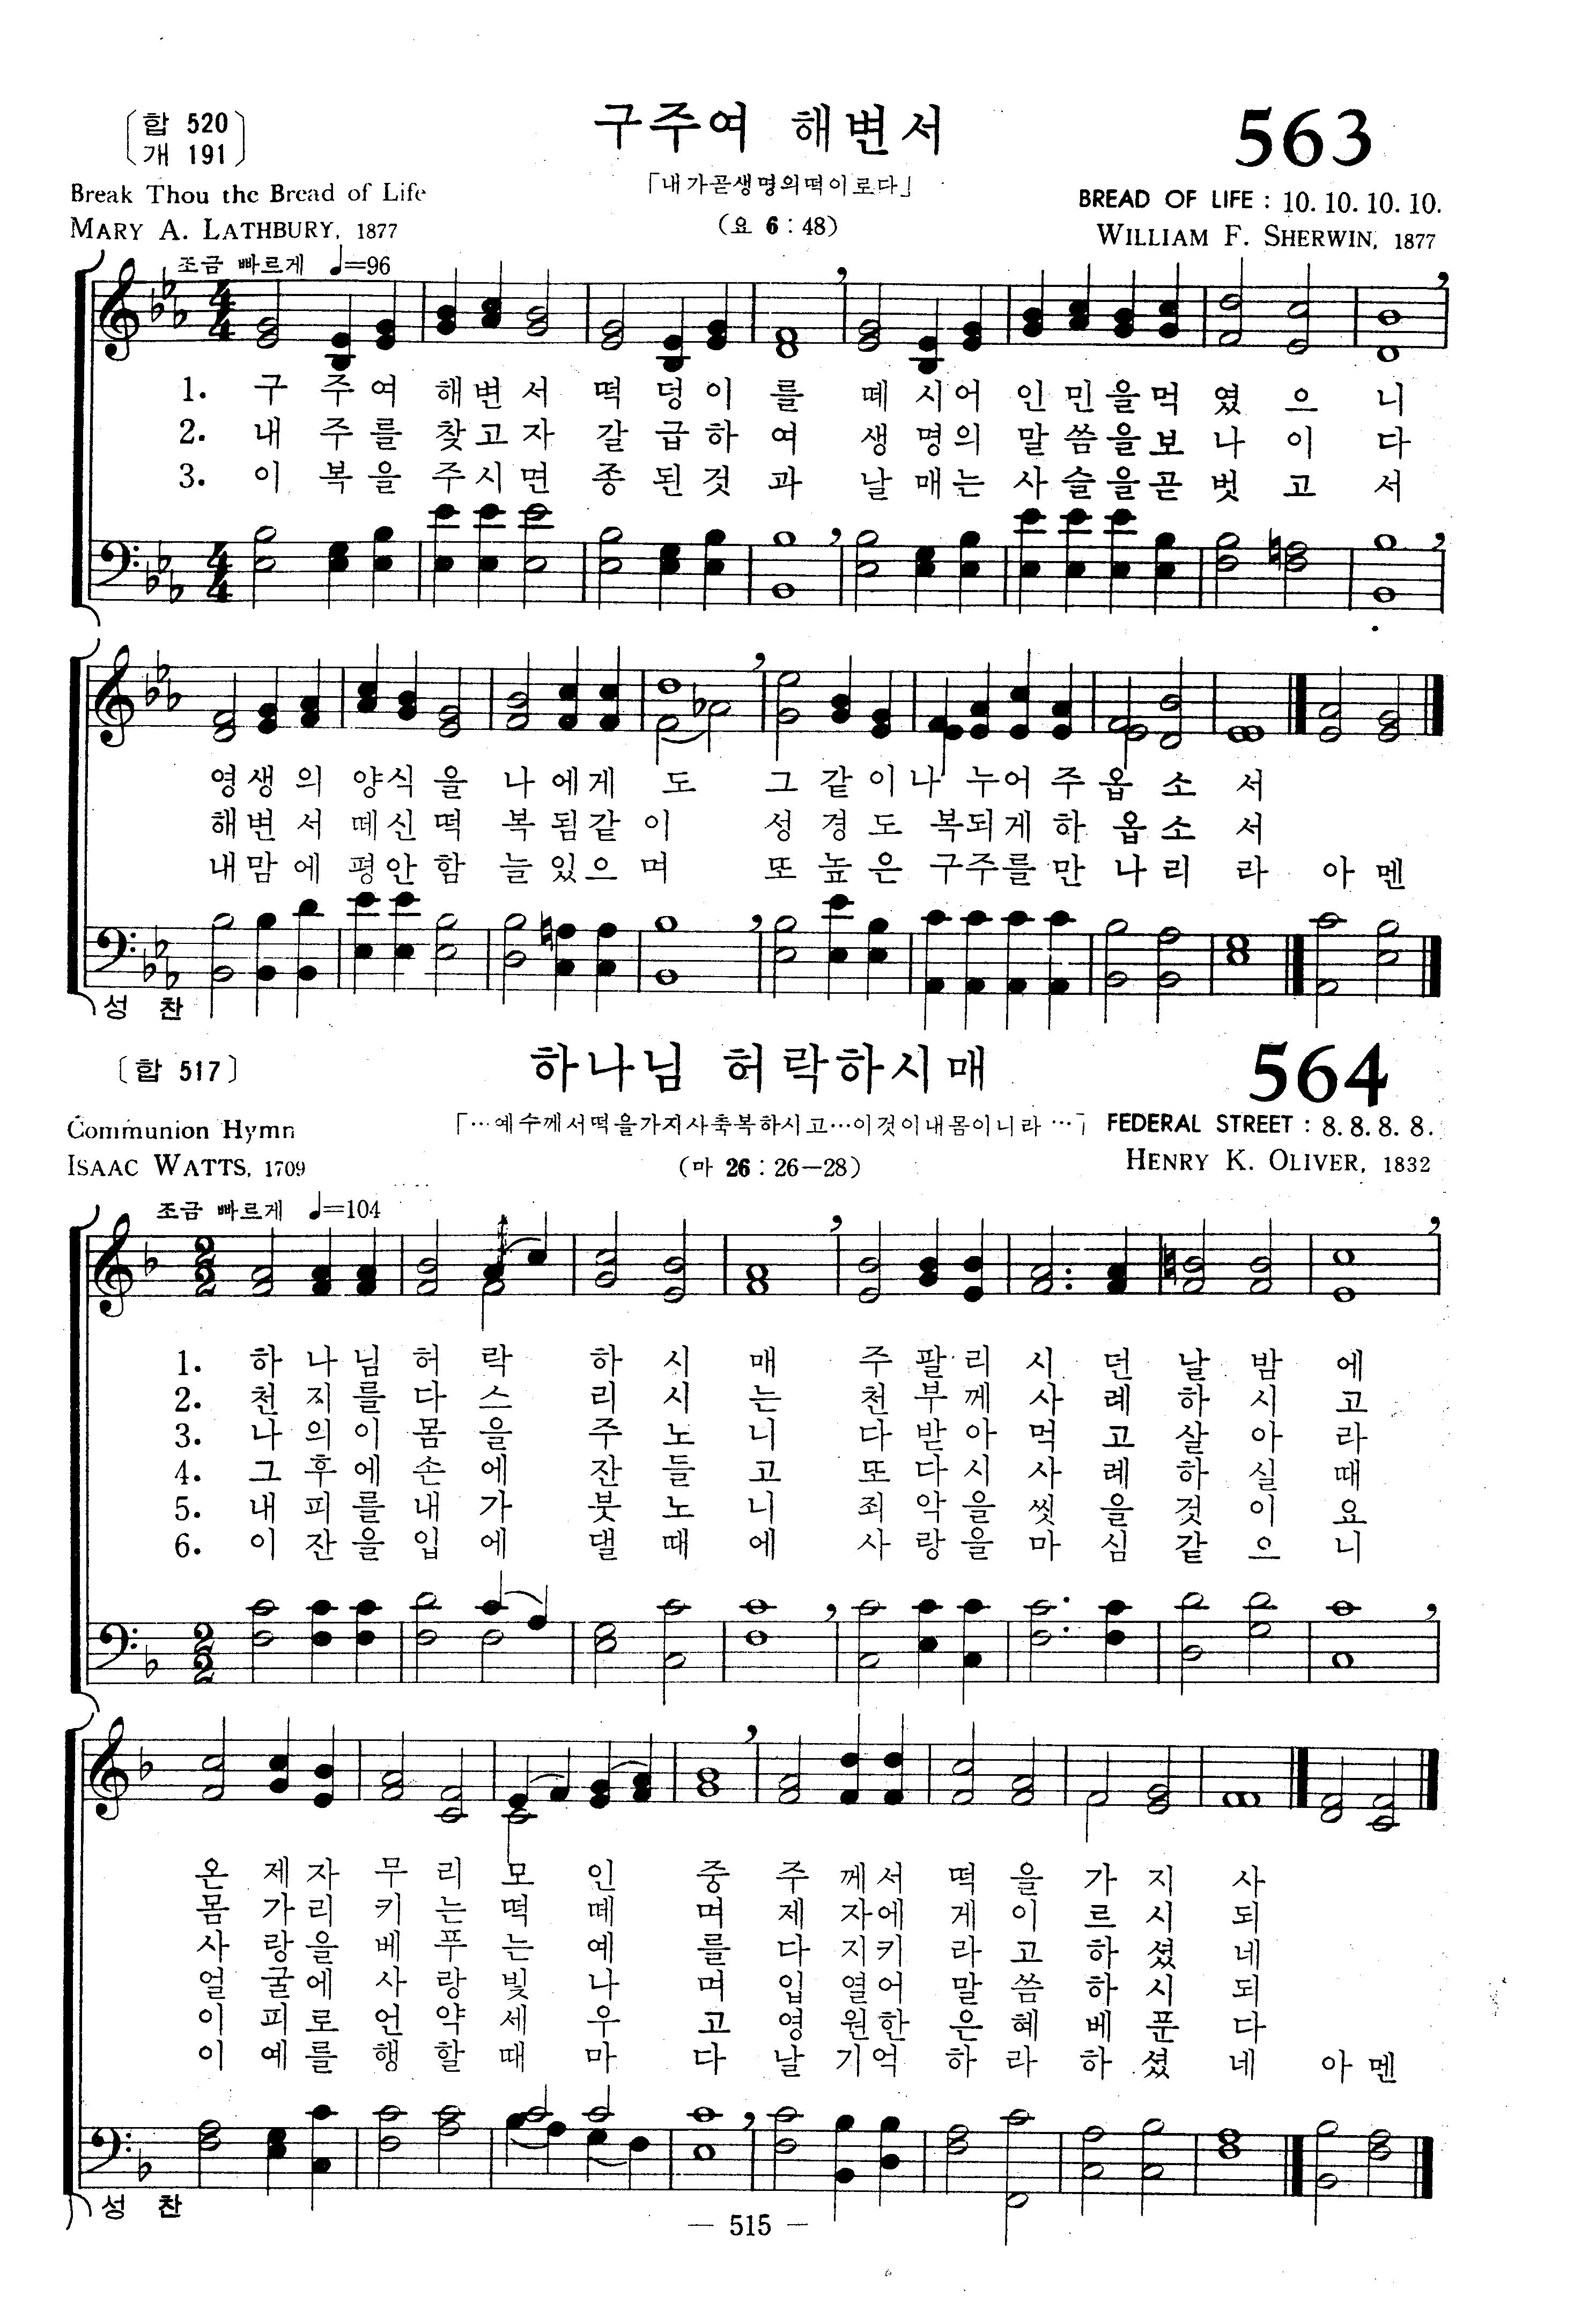 〔합 520
개 191〕
구주여 해변서
563
Break Thou the Bread of Life
「내가곧생명의떡이로다」
BREAD OF LIFE : 10. 10. 10. 10.
MARY A. LATHBURY, 1877
(요 6 : 48)
WILLIAM F. SHERWIN, 1877
조금 빠르게 ♩=96
1. 구 주여 해변서 떡 덩이 를 떼 시어 인민을먹 였 으 니
2. 내 주를 찾고자 갈 급하 여 생 명의 말씀을보 나 이 다
3. 이 복을 주시면 종 된것 과 날 매는 사슬을곧 벗 고 서
영생의 양식을 나에게 도 그 같이나 누어주옵소 서
해변서 떼신떡 복됨같이 성 경도 복되게하옵소 서
내맘에 평안함 늘있으며 또 높은 구주를만나리 라 아멘
성 찬
〔합 517〕
하나님 허락하시매
564
Communion Hymn
「…예수께서떡을가지사축복하시고…이것이내몸이니라 …」
FEDERAL STREET : 8. 8. 8. 8.
ISAAC WATTS, 1709
(마 26 : 26—28)
HENRY K. OLIVER, 1832
조금 빠르게 ♩=104
1. 하 나님 허 락 하 시 매 주 팔리 시 던 날 밤 에
2. 천 지를 다 스 리 시 는 천 부께 사 례 하 시 고
3. 나 의이 몸 을 주 노 니 다 받아 먹 고 살 아 라
4. 그 후에 손 에 잔 들 고 또 다시 사 례 하 실 때
5. 내 피를 내 가 붓 노 니 죄 악을 씻 을 것 이 요
6. 이 잔을 입 에 댈 때 에 사 랑을 마 심 같 으 니
온 제자 무 리 모 인 중 주 께서 떡 을 가 지 사
몸 가리 키 는 떡 떼 며 제 자에 게 이 르 시 되
사 랑을 베 푸 는 예 를 다 지키 라 고 하 셨 네
얼 굴에 사 랑 빛 나 며 입 열어 말 씀 하 시 되
이 피로 언 약 세 우 고 영 원한 은 혜 베 푼 다
이 예를 행 할 때 마 다 날 기억 하 라 하 셨 네 아멘
성 찬
— 515 —